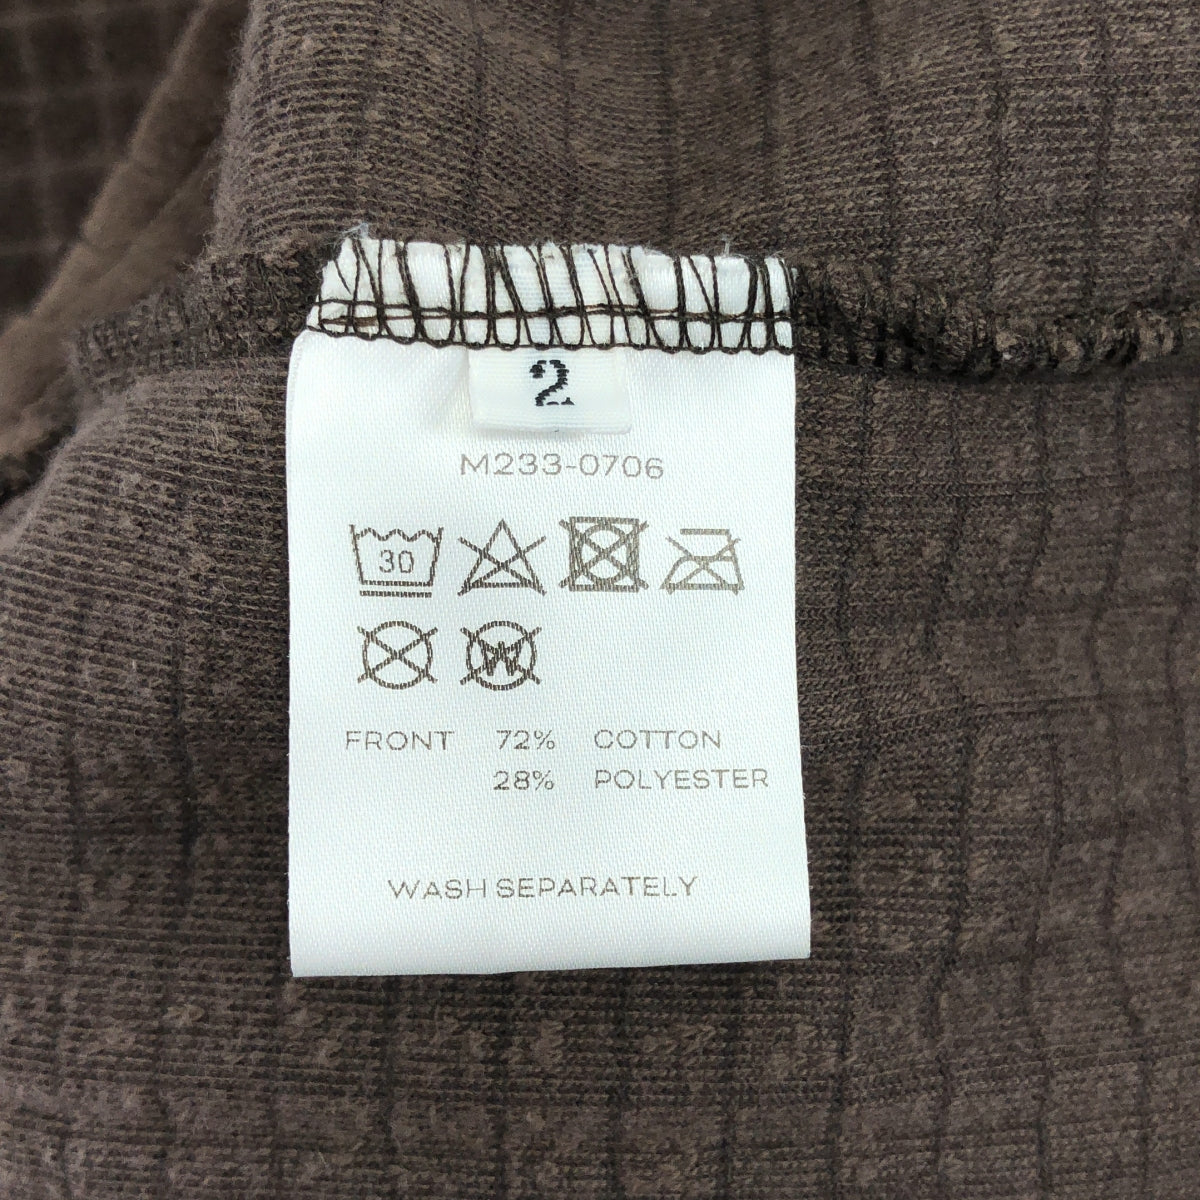 2
M233-0706
30
W
FRONT 72% COTTON
28% POLYESTER
WASH SEPARATELY